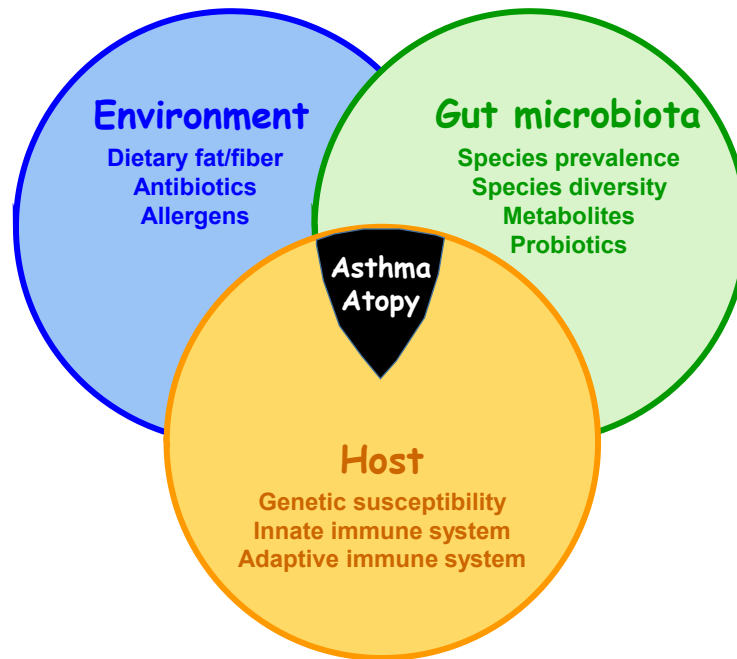 Environment
Dietary fat/fiber
Antibiotics
Allergens
Gut microbiota
Species prevalence
Species diversity
Metabolites
Probiotics
Asthma
Atopy
Host
Genetic susceptibility
Innate immune system
Adaptive immune system